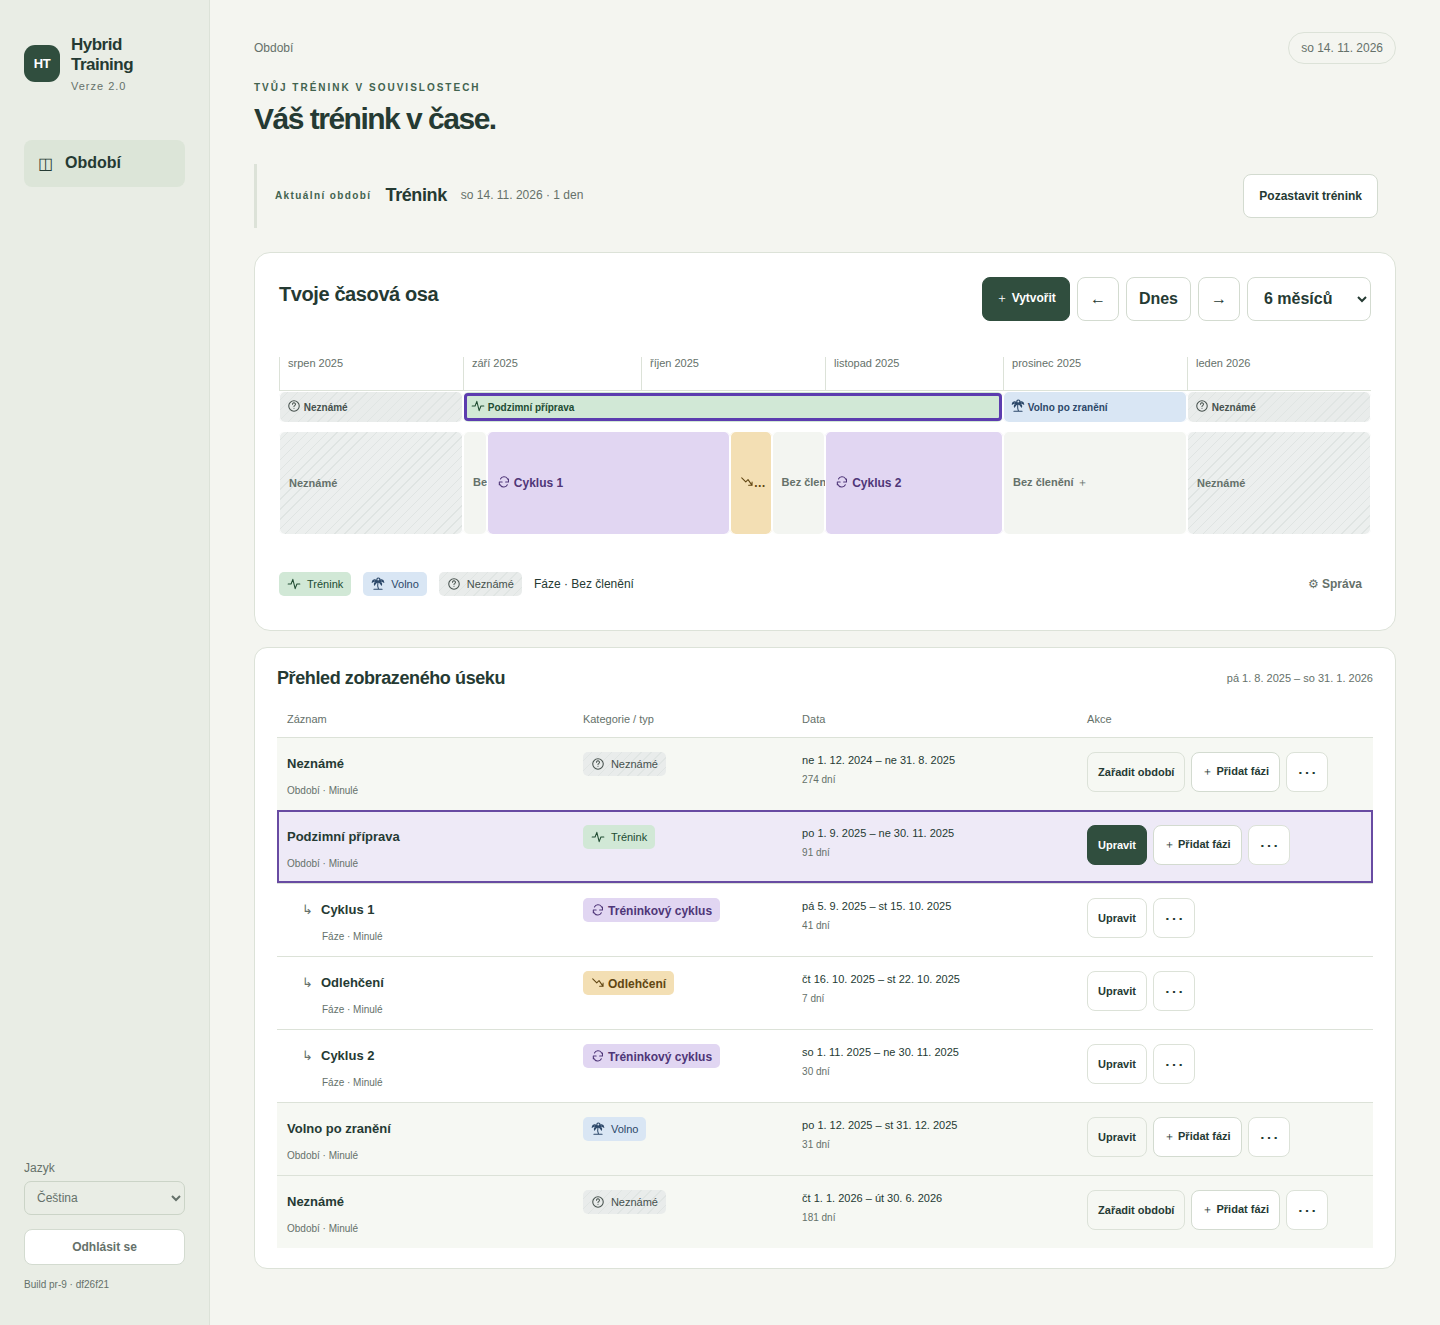 HT
Hybrid
Training
Verze 2.0
Období
Jazyk
Čeština
Odhlásit se
Build pr-9 · df26f21
Období
so 14. 11. 2026
TVŮJ TRÉNINK V SOUVISLOSTECH
Váš trénink v čase.
Aktuální období Trénink so 14. 11. 2026 · 1 den
Pozastavit trénink
Tvoje časová osa
+ Vytvořit ← Dnes → 6 měsíců
srpen 2025 září 2025 říjen 2025 listopad 2025 prosinec 2025 leden 2026
Neznámé Podzimní příprava Volno po zranění Neznámé
Neznámé Be Cyklus 1 ... Bez člen Cyklus 2 Bez členění + Neznámé
Trénink Volno Neznámé Fáze · Bez členění
⚙ Správa
Přehled zobrazeného úseku
pá 1. 8. 2025 – so 31. 1. 2026
Záznam Kategorie / typ Data Akce
Neznámé Neznámé ne 1. 12. 2024 – ne 31. 8. 2025 Zařadit období + Přidat fázi ···
Období · Minulé 274 dní
Podzimní příprava Trénink po 1. 9. 2025 – ne 30. 11. 2025 Upravit + Přidat fázi ···
Období · Minulé 91 dní
↳ Cyklus 1 Tréninkový cyklus pá 5. 9. 2025 – st 15. 10. 2025 Upravit ···
Fáze · Minulé 41 dní
↳ Odlehčení Odlehčení čt 16. 10. 2025 – st 22. 10. 2025 Upravit ···
Fáze · Minulé 7 dní
↳ Cyklus 2 Tréninkový cyklus so 1. 11. 2025 – ne 30. 11. 2025 Upravit ···
Fáze · Minulé 30 dní
Volno po zranění Volno po 1. 12. 2025 – st 31. 12. 2025 Upravit + Přidat fázi ···
Období · Minulé 31 dní
Neznámé Neznámé čt 1. 1. 2026 – út 30. 6. 2026 Zařadit období + Přidat fázi ···
Období · Minulé 181 dní